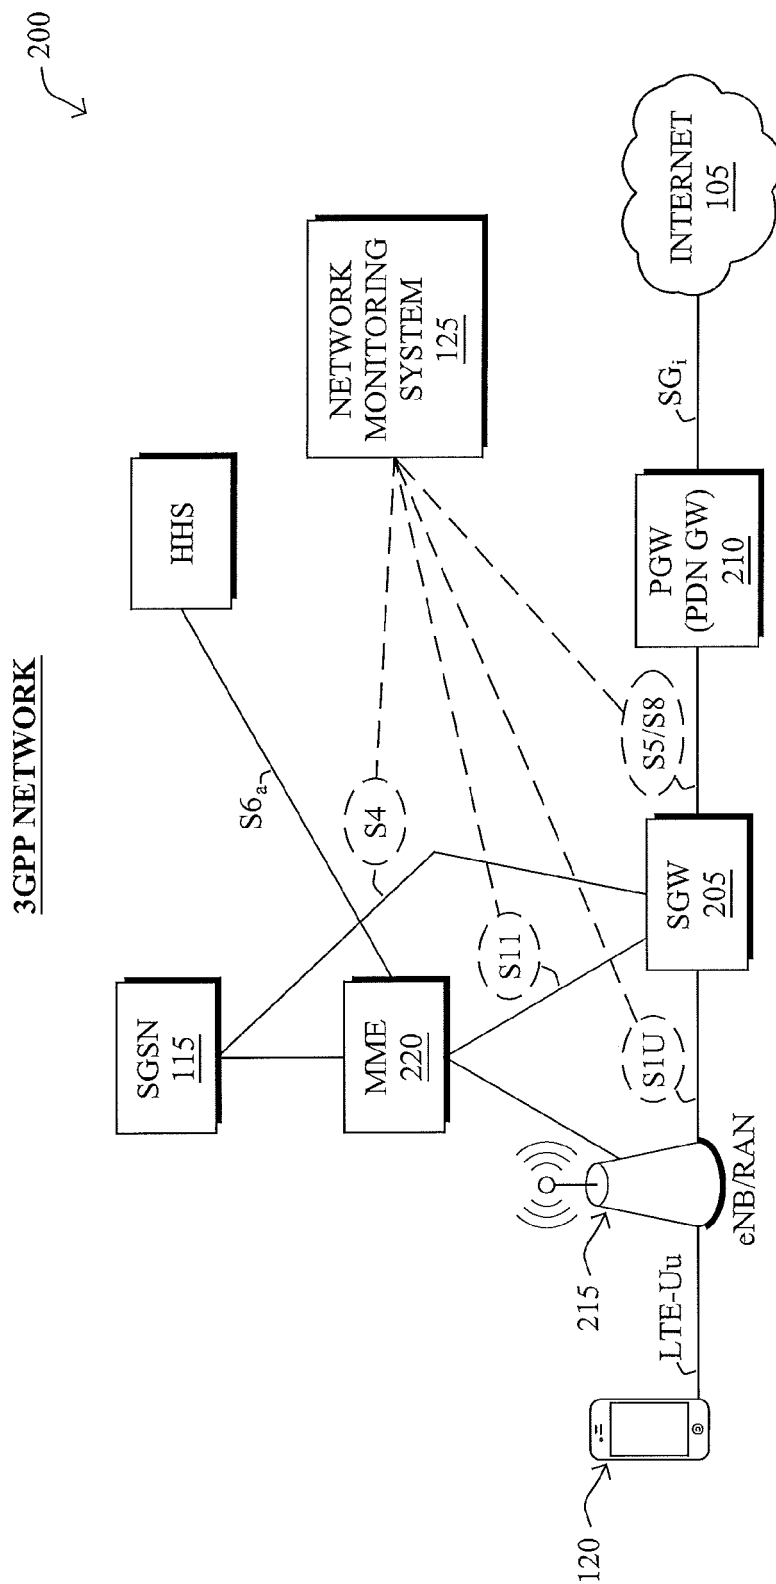 3GPP NETWORK
200
SGSN
115
HHS
S6a
MME
220
S4
NETWORK
MONITORING
SYSTEM
125
S11
215
S1U
S5/S8
120
LTE-Uu
eNB/RAN
SGW
205
PGW
(PDN GW)
210
SGi
INTERNET
105